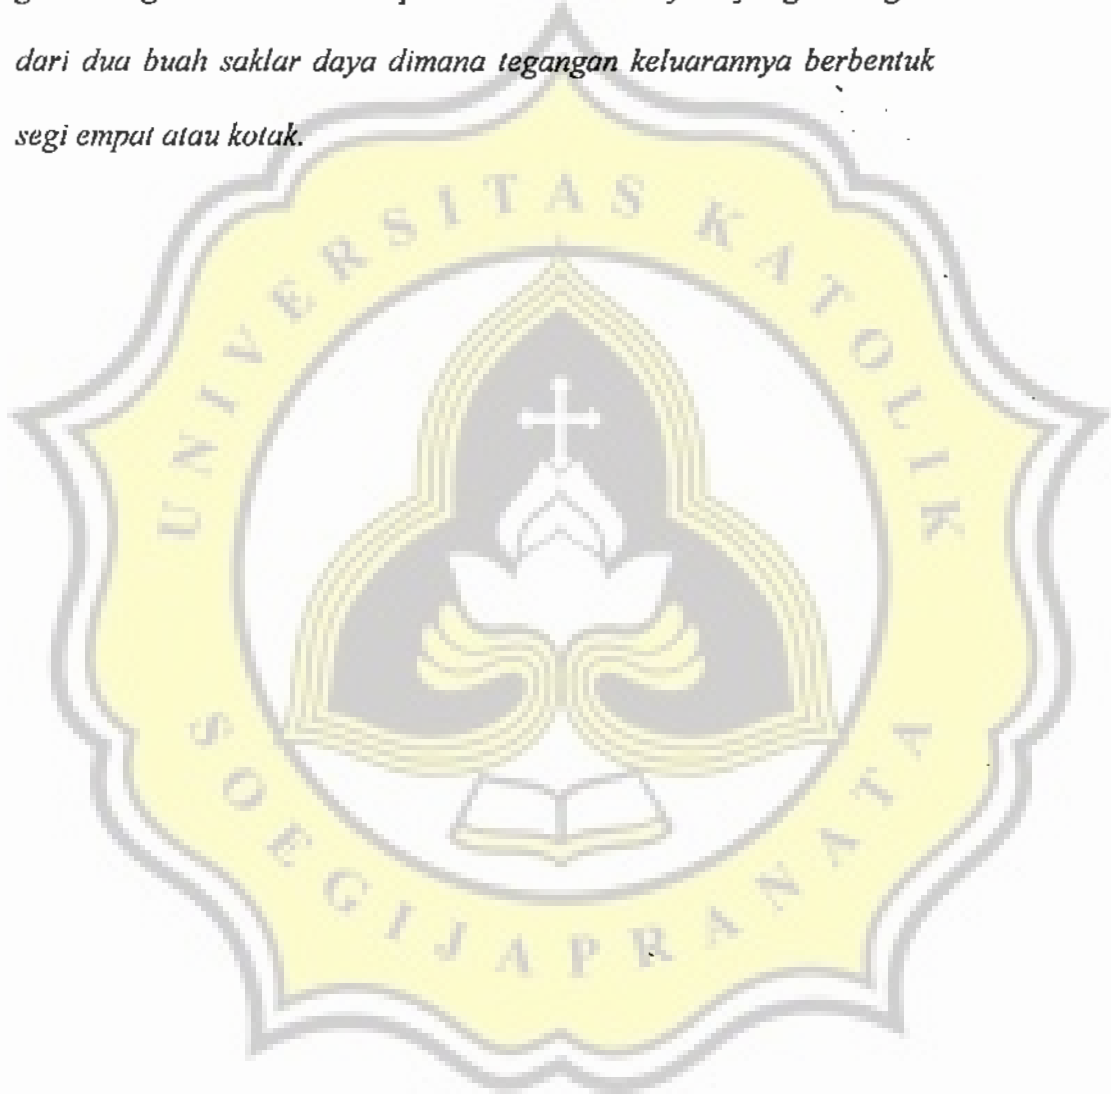 dari dua buah saklar daya dimana tegangan keluarannya berbentuk
segi empat atau kotak.
UNIVERSITAS KATOLIK
SOEGIJAPRANATA